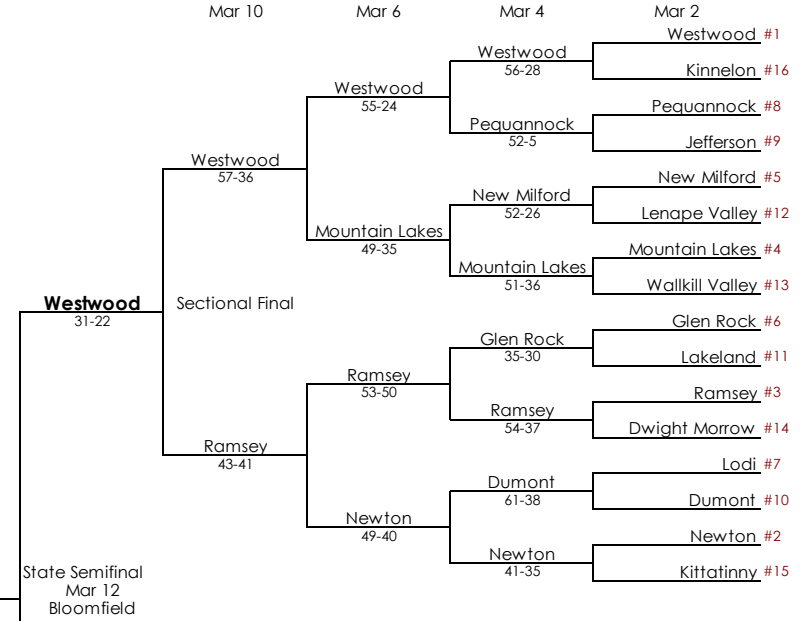 Mar 10 Mar 6 Mar 4 Mar 2
Westwood #1
Westwood
56-28
Kinnelon #16
Westwood
55-24
Pequannock #8
Pequannock
52-5
Jefferson #9
Westwood
57-36
New Milford #5
New Milford
52-26
Lenape Valley #12
Mountain Lakes
49-35
Mountain Lakes #4
Mountain Lakes
51-36
Wallkill Valley #13
Westwood
31-22
Sectional Final
Glen Rock #6
Glen Rock
35-30
Lakeland #11
Ramsey
53-50
Ramsey #3
Ramsey
54-37
Dwight Morrow #14
Ramsey
43-41
Lodi #7
Dumont
61-38
Dumont #10
Newton
49-40
Newton #2
Newton
41-35
Kittatinny #15
State Semifinal
Mar 12
Bloomfield